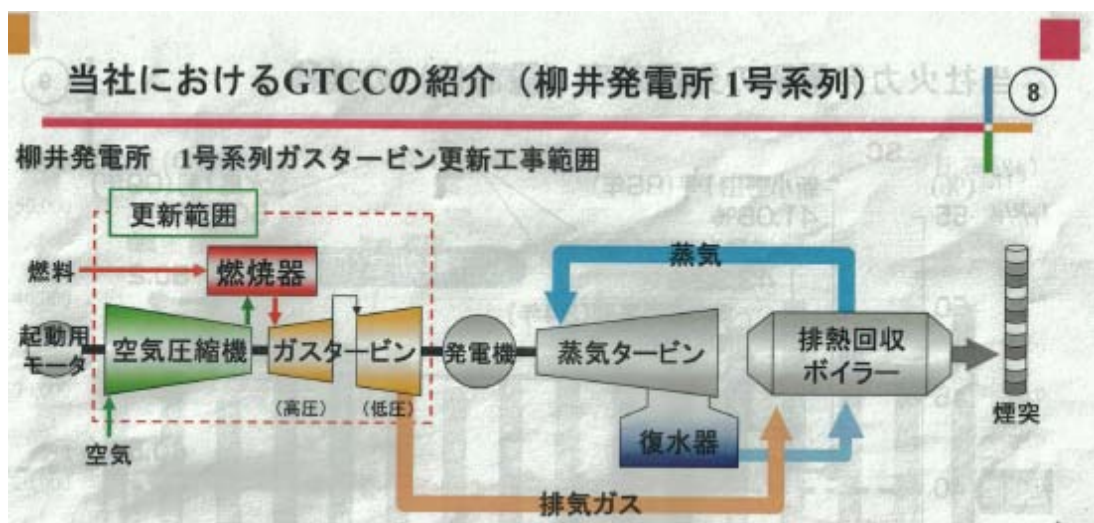 当社におけるGTCCの紹介（柳井発電所 1号系列）
8
柳井発電所　1号系列ガスタービン更新工事範囲
更新範囲
燃料
燃焼器
蒸気
起動用
モータ
空気圧縮機
ガスタービン
発電機
蒸気タービン
排熱回収
ボイラー
（高圧）
（低圧）
煙突
空気
復水器
排気ガス